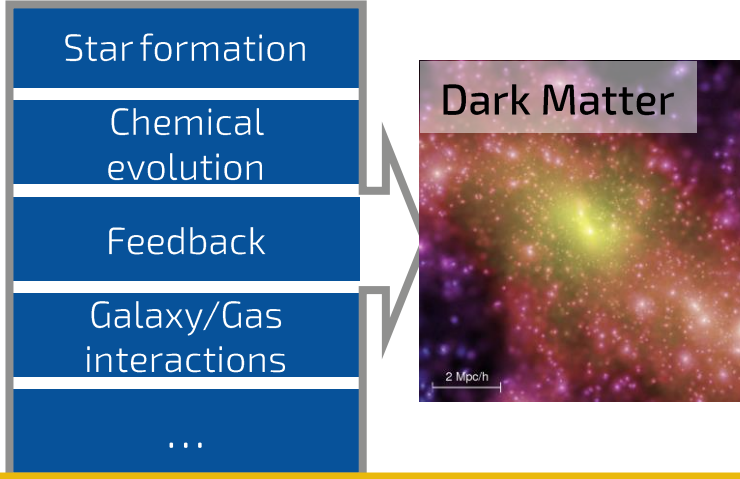 Star formation
Chemical
evolution
Feedback
Galaxy/Gas
interactions
...
Dark Matter
2 Mpc/h